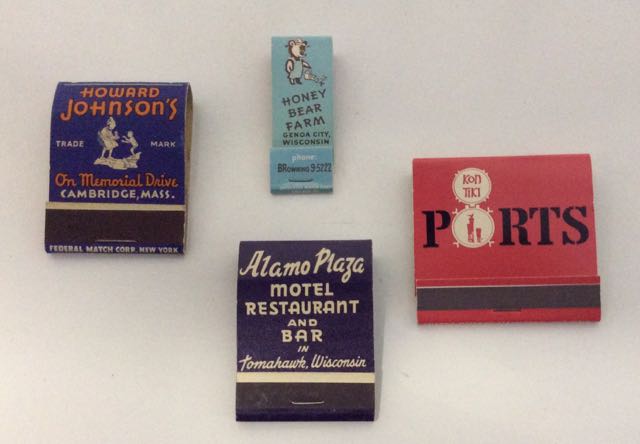 HOWARD
JOHNSON'S
TRADE MARK
On Memorial Drive
CAMBRIDGE, MASS.
FEDERAL MATCH CORP. NEW YORK
HONEY
BEAR
FARM
GENOA CITY,
WISCONSIN
phone:
BRowning 9-5222
KON
TIKI
PORTS
Alamo Plaza
MOTEL
RESTAURANT
AND
BAR
IN
Tomahawk, Wisconsin